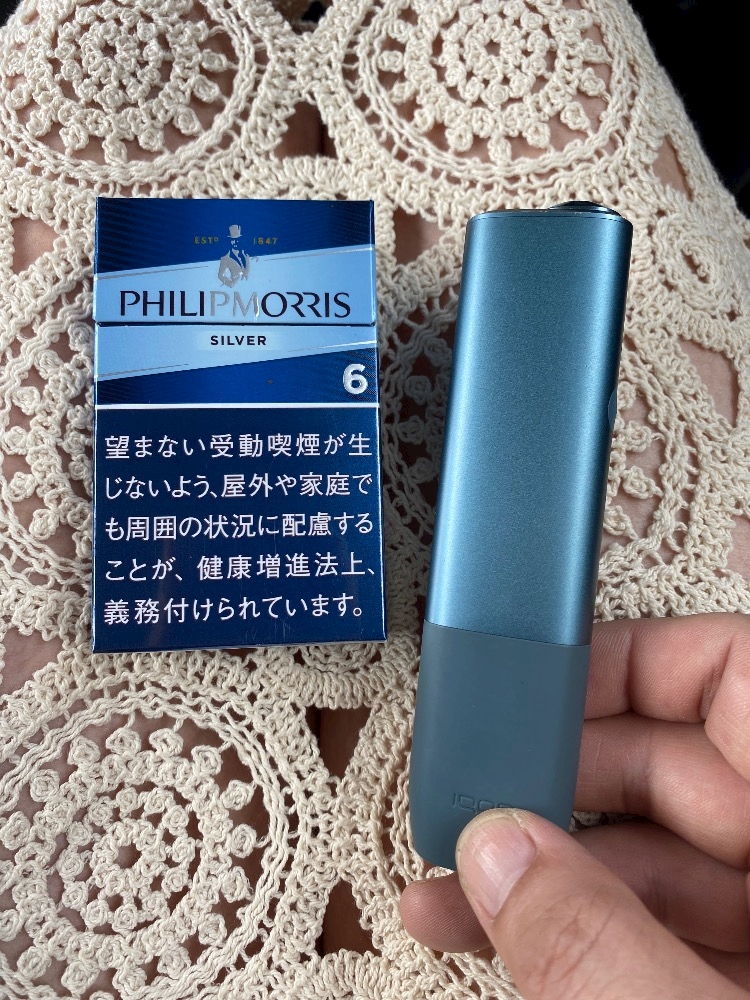 ESTD 1847
PHILIPMORRIS
SILVER
6
望まない受動喫煙が生
じないよう、屋外や家庭で
も周囲の状況に配慮する
ことが、健康増進法上、
義務付けられています。